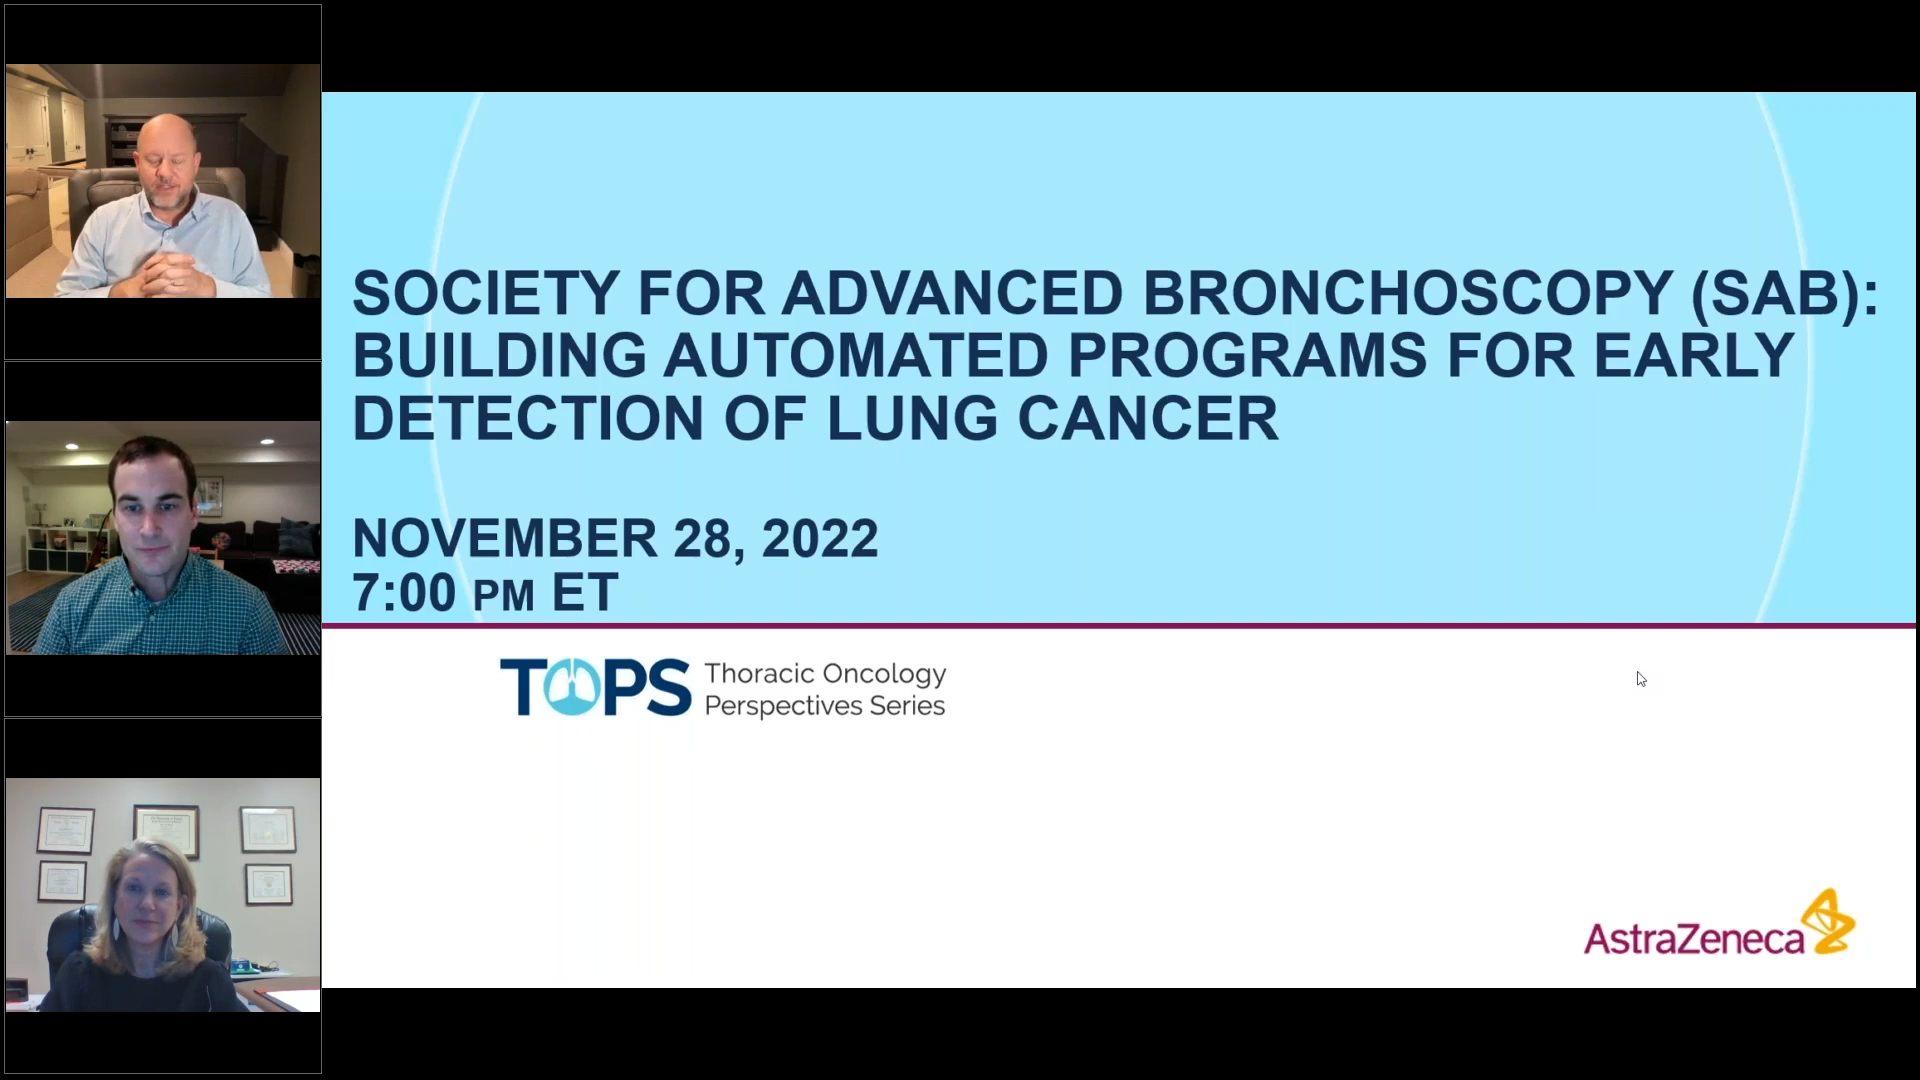 SOCIETY FOR ADVANCED BRONCHOSCOPY (SAB):
BUILDING AUTOMATED PROGRAMS FOR EARLY
DETECTION OF LUNG CANCER
NOVEMBER 28, 2022
7:00 PM ET
TOPS Thoracic Oncology
Perspectives Series
AstraZeneca